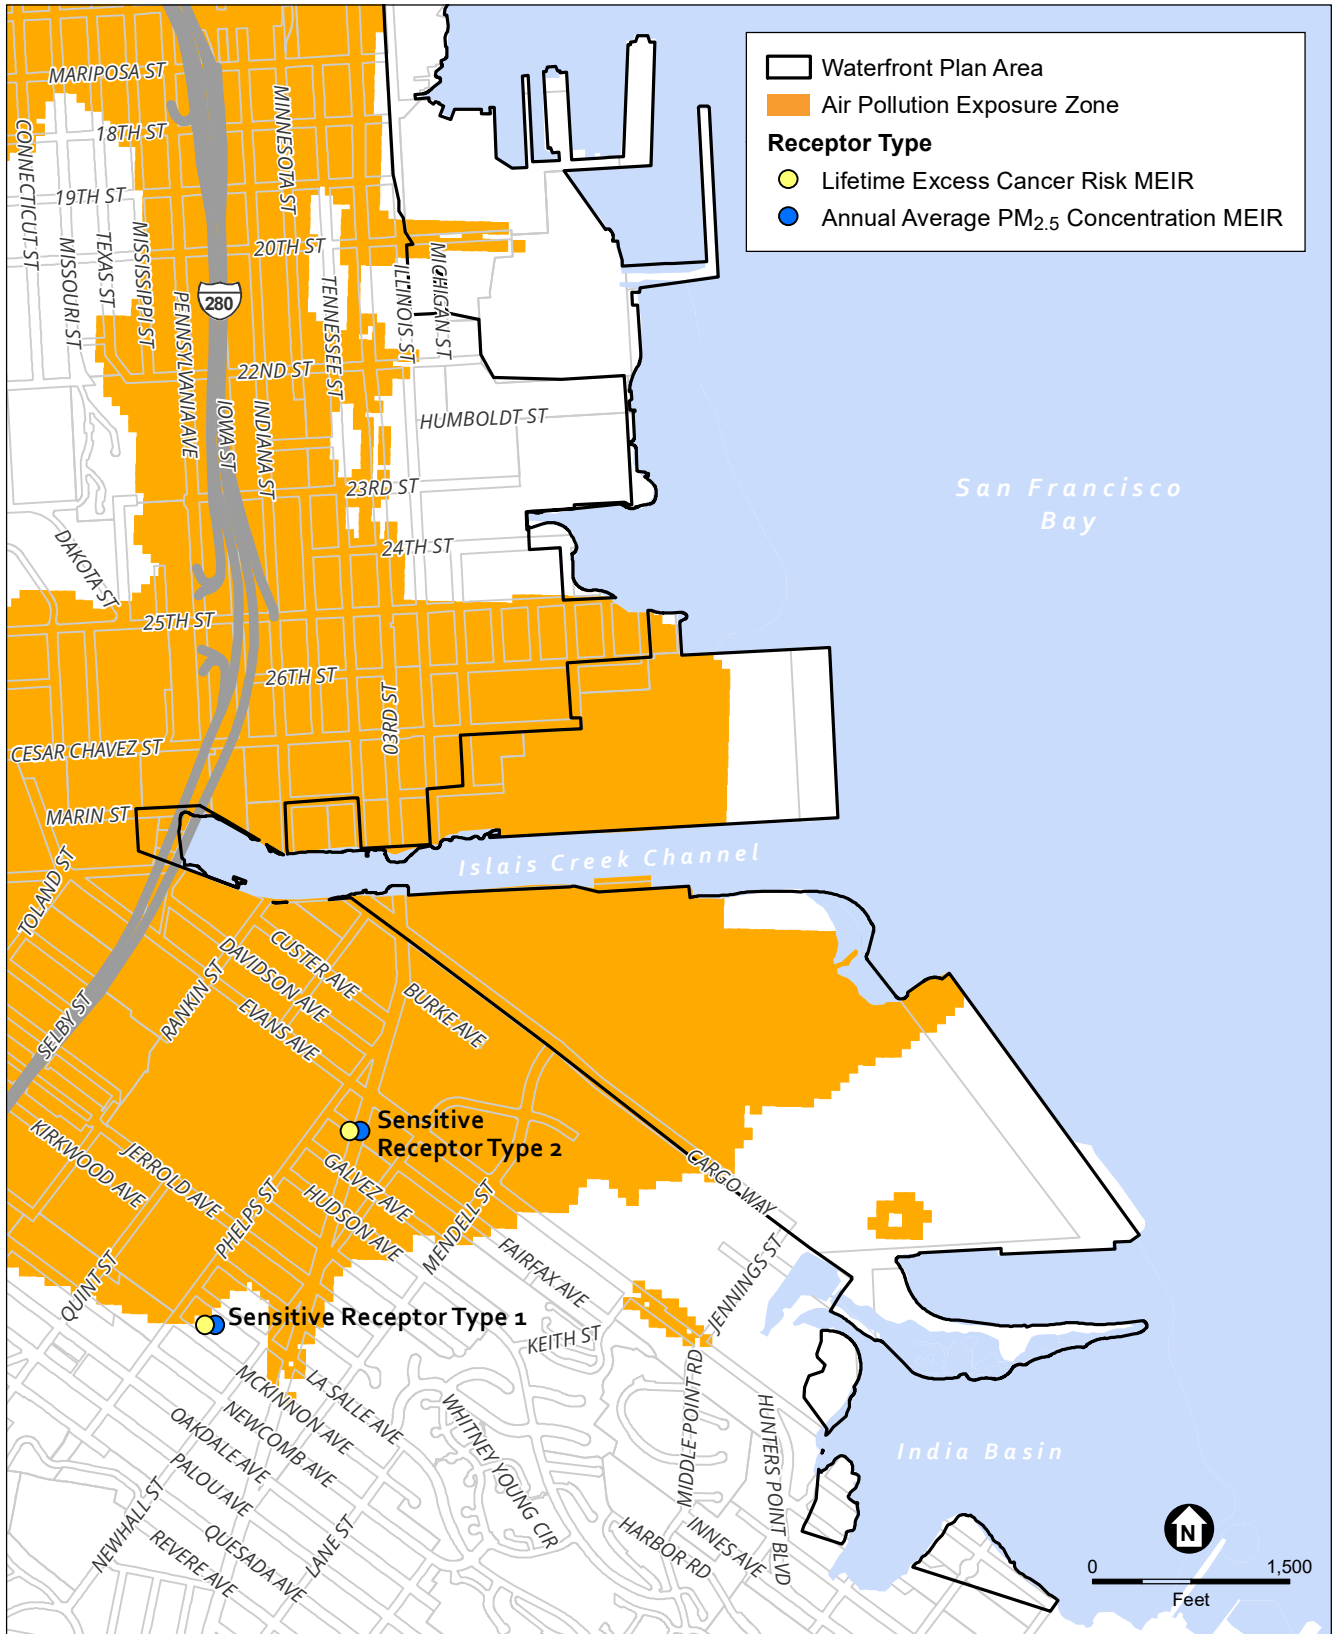 Waterfront Plan Area
Air Pollution Exposure Zone
Receptor Type
Lifetime Excess Cancer Risk MEIR
Annual Average PM2.5 Concentration MEIR
MARIPOSA ST
18TH ST
CONNECTICUT ST
19TH ST
MINNESOTA ST
MISSOURI ST
TEXAS ST
MISSISSIPPI ST
20TH ST
PENNSYLVANIA AVE
280
TENNESSEE ST
ILLINOIS ST
MICHIGAN ST
22ND ST
IOWA ST
INDIANA ST
HUMBOLDT ST
23RD ST
24TH ST
San Francisco
Bay
DAKOTA ST
25TH ST
26TH ST
03RD ST
CESAR CHAVEZ ST
MARIN ST
Islais Creek Channel
TOLAND ST
CUSTER AVE
DAVIDSON AVE
RANKIN ST
EVANS AVE
BURKE AVE
SELBY ST
Sensitive
Receptor Type 2
KIRKWOOD AVE
JERROLD AVE
GALVEZ AVE
HUDSON AVE
PHELPS ST
MENDELL ST
CARGO WAY
FAIRFAX AVE
JENNINGS ST
QUINT ST
Sensitive Receptor Type 1
KEITH ST
MCKINNON AVE
LA SALLE AVE
NEWCOMB AVE
OAKDALE AVE
PALOU AVE
WHITNEY YOUNG CIR
MIDDLE POINT RD
HUNTERS POINT BLVD
India Basin
NEWHALL ST
QUESADA AVE
REVERE AVE
LANE ST
HARBOR RD
INNES AVE
N
0 1,500
Feet